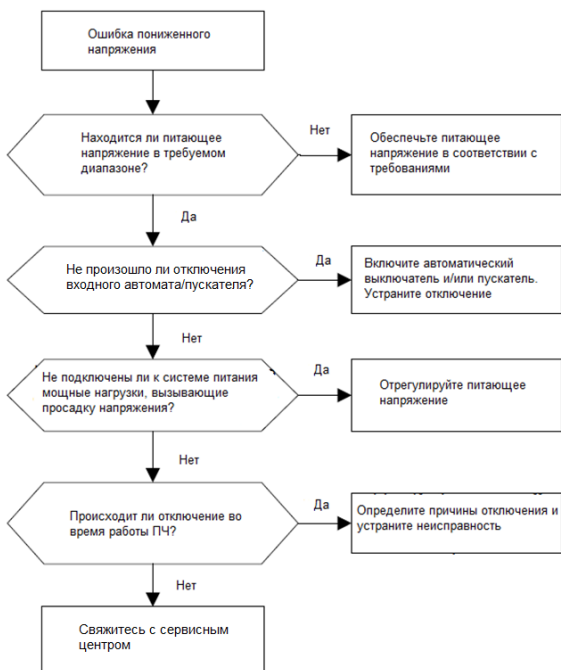 Ошибка пониженного
напряжения
Находится ли питающее
напряжение в требуемом
диапазоне?
Нет
Обеспечьте питающее
напряжение в соответствии с
требованиями
Да
Не произошло ли отключения
входного автомата/пускателя?
Да
Включите автоматический
выключатель и/или пускатель.
Устраните отключение
Нет
Не подключены ли к системе питания
мощные нагрузки, вызывающие
просадку напряжения?
Да
Отрегулируйте питающее
напряжение
Нет
Происходит ли отключение во
время работы ПЧ?
Да
Определите причины отключения и
устраните неисправность
Нет
Свяжитесь с сервисным
центром